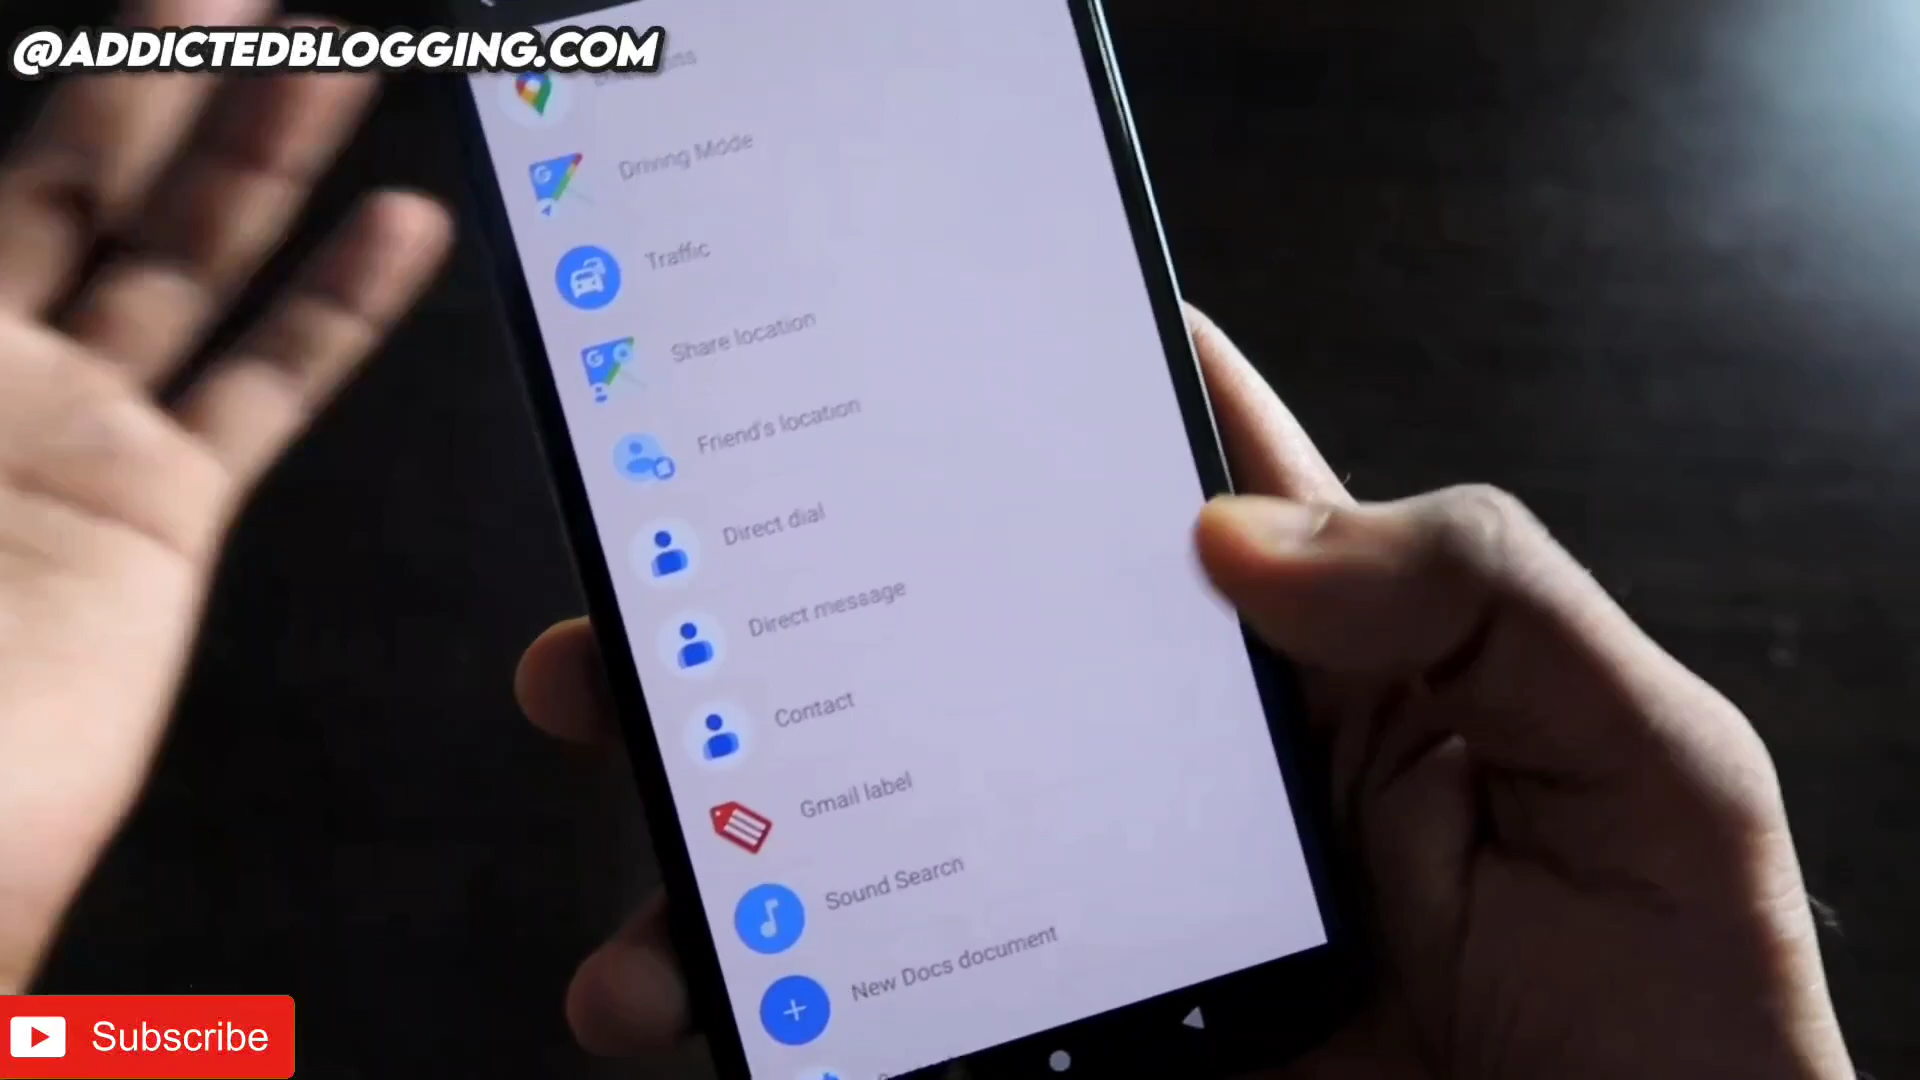 @ADDICTEDBLOGGING.COM
Driving Mode
Traffic
Share location
Friend's location
Direct dial
Direct message
Contact
Gmail label
Sound Search
New Docs document
Subscribe